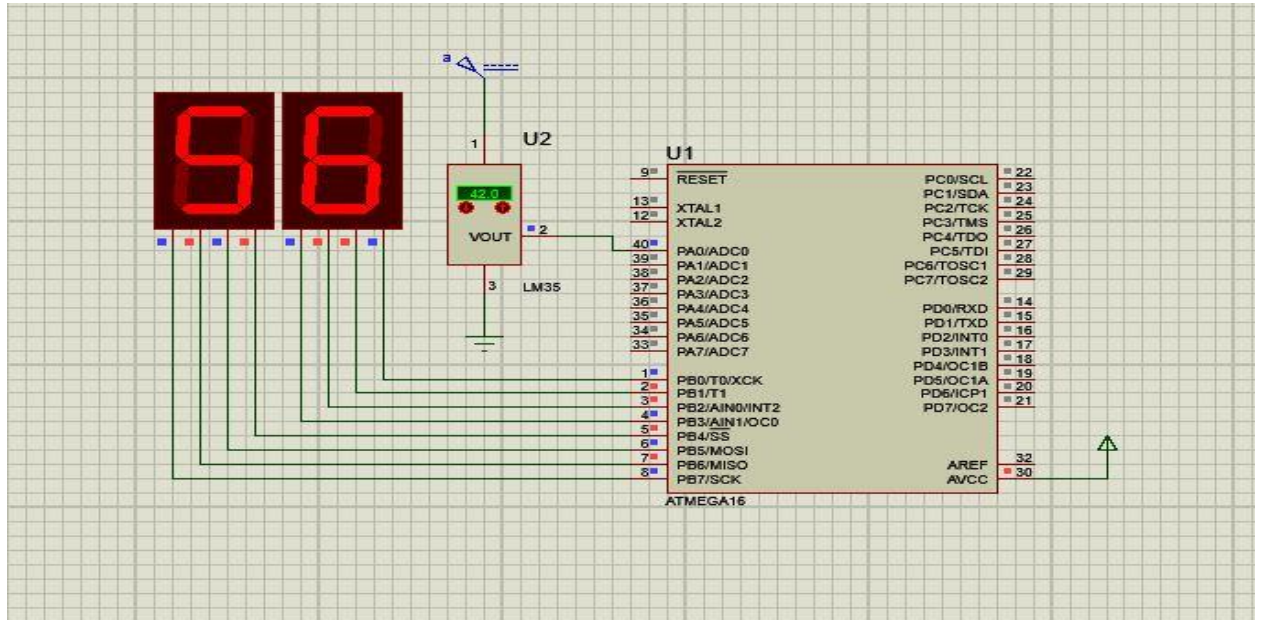 a
56
1
U2
42.0
VOUT
2
3
LM35
U1
9
RESET
13
XTAL1
12
XTAL2
40
PA0/ADC0
39
PA1/ADC1
38
PA2/ADC2
37
PA3/ADC3
36
PA4/ADC4
35
PA5/ADC5
34
PA6/ADC6
33
PA7/ADC7
1
PB0/T0/XCK
2
PB1/T1
3
PB2/AIN0/INT2
4
PB3/AIN1/OC0
5
PB4/SS
6
PB5/MOSI
7
PB6/MISO
8
PB7/SCK
PC0/SCL
22
PC1/SDA
23
PC2/TCK
24
PC3/TMS
25
PC4/TDO
26
PC5/TDI
27
PC6/TOSC1
28
PC7/TOSC2
29
PD0/RXD
14
PD1/TXD
15
PD2/INT0
16
PD3/INT1
17
PD4/OC1B
18
PD5/OC1A
19
PD6/ICP1
20
PD7/OC2
21
AREF
32
AVCC
30
ATMEGA16